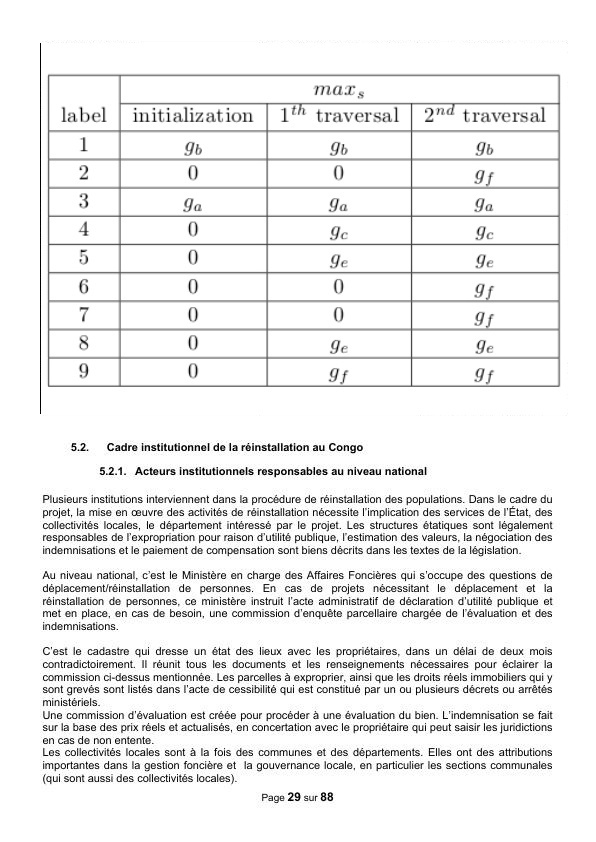 max_s
label initialization 1^th traversal 2^nd traversal
1 g_b g_b g_b
2 0 0 g_f
3 g_a g_a g_a
4 0 g_c g_c
5 0 g_e g_e
6 0 0 g_f
7 0 0 g_f
8 0 g_e g_e
9 0 g_f g_f
5.2. Cadre institutionnel de la réinstallation au Congo
5.2.1. Acteurs institutionnels responsables au niveau national
Plusieurs institutions interviennent dans la procédure de réinstallation des populations. Dans le cadre du
projet, la mise en œuvre des activités de réinstallation nécessite l’implication des services de l’État, des
collectivités locales, le département intéressé par le projet. Les structures étatiques sont légalement
responsables de l’expropriation pour raison d’utilité publique, l’estimation des valeurs, la négociation des
indemnisations et le paiement de compensation sont biens décrits dans les textes de la législation.
Au niveau national, c’est le Ministère en charge des Affaires Foncières qui s’occupe des questions de
déplacement/réinstallation de personnes. En cas de projets nécessitant le déplacement et la
réinstallation de personnes, ce ministère instruit l’acte administratif de déclaration d’utilité publique et
met en place, en cas de besoin, une commission d’enquête parcellaire chargée de l’évaluation et des
indemnisations.
C’est le cadastre qui dresse un état des lieux avec les propriétaires, dans un délai de deux mois
contradictoirement. Il réunit tous les documents et les renseignements nécessaires pour éclairer la
commission ci-dessus mentionnée. Les parcelles à exproprier, ainsi que les droits réels immobiliers qui y
sont grevés sont listés dans l’acte de cessibilité qui est constitué par un ou plusieurs décrets ou arrêtés
ministériels.
Une commission d’évaluation est créée pour procéder à une évaluation du bien. L’indemnisation se fait
sur la base des prix réels et actualisés, en concertation avec le propriétaire qui peut saisir les juridictions
en cas de non entente.
Les collectivités locales sont à la fois des communes et des départements. Elles ont des attributions
importantes dans la gestion foncière et la gouvernance locale, en particulier les sections communales
(qui sont aussi des collectivités locales).
Page 29 sur 88